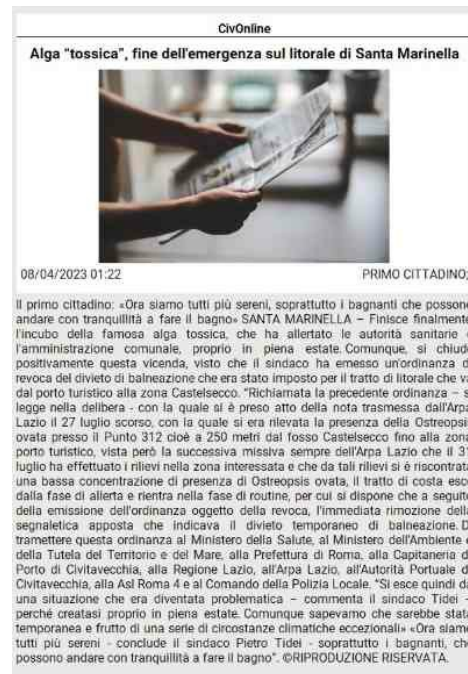 CivOnline
Alga "tossica", fine dell'emergenza sul litorale di Santa Marinella
08/04/2023 01:22 PRIMO CITTADINO;
Il primo cittadino: «Ora siamo tutti più sereni, soprattutto i bagnanti che possono
andare con tranquillità a fare il bagno» SANTA MARINELLA – Finisce finalmente
l'incubo della famosa alga tossica, che ha allertato le autorità sanitarie
l'amministrazione comunale, proprio in piena estate. Comunque, si chiude
positivamente questa vicenda, visto che il sindaco ha emesso un'ordinanza d
revoca del divieto di balneazione che era stato imposto per il tratto di litorale che va
dal porto turistico alla zona Castelsecco. "Richiamata la precedente ordinanza – s
legge nella delibera - con la quale si è preso atto della nota trasmessa dall'Arpa
Lazio il 27 luglio scorso, con la quale si era rilevata la presenza della Ostreopsis
ovata presso il Punto 312 cioè a 250 metri dal fosso Castelsecco fino alla zona
porto turistico, vista però la successiva missiva sempre dell'Arpa Lazio che il 31
luglio ha effettuato i rilievi nella zona interessata e che da tali rilievi si è riscontrata
una bassa concentrazione di presenza di Ostreopsis ovata, il tratto di costa esce
dalla fase di allerta e rientra nella fase di routine, per cui si dispone che a seguito
della emissione dell'ordinanza oggetto della revoca, l'immediata rimozione della
segnaletica apposta che indicava il divieto temporaneo di balneazione. D
tramettere questa ordinanza al Ministero della Salute, al Ministero dell'Ambiente e
della Tutela del Territorio e del Mare, alla Prefettura di Roma, alla Capitaneria d
Porto di Civitavecchia, alla Regione Lazio, all'Arpa Lazio, all'Autorità Portuale d
Civitavecchia, alla Asl Roma 4 e al Comando della Polizia Locale. "Si esce quindi da
una situazione che era diventata problematica – commenta il sindaco Tidei -
perché creatasi proprio in piena estate. Comunque sapevamo che sarebbe stata
temporanea e frutto di una serie di circostanze climatiche eccezionali» «Ora siamo
tutti più sereni - conclude il sindaco Pietro Tidei - soprattutto i bagnanti, che
possono andare con tranquillità a fare il bagno". ©RIPRODUZIONE RISERVATA.